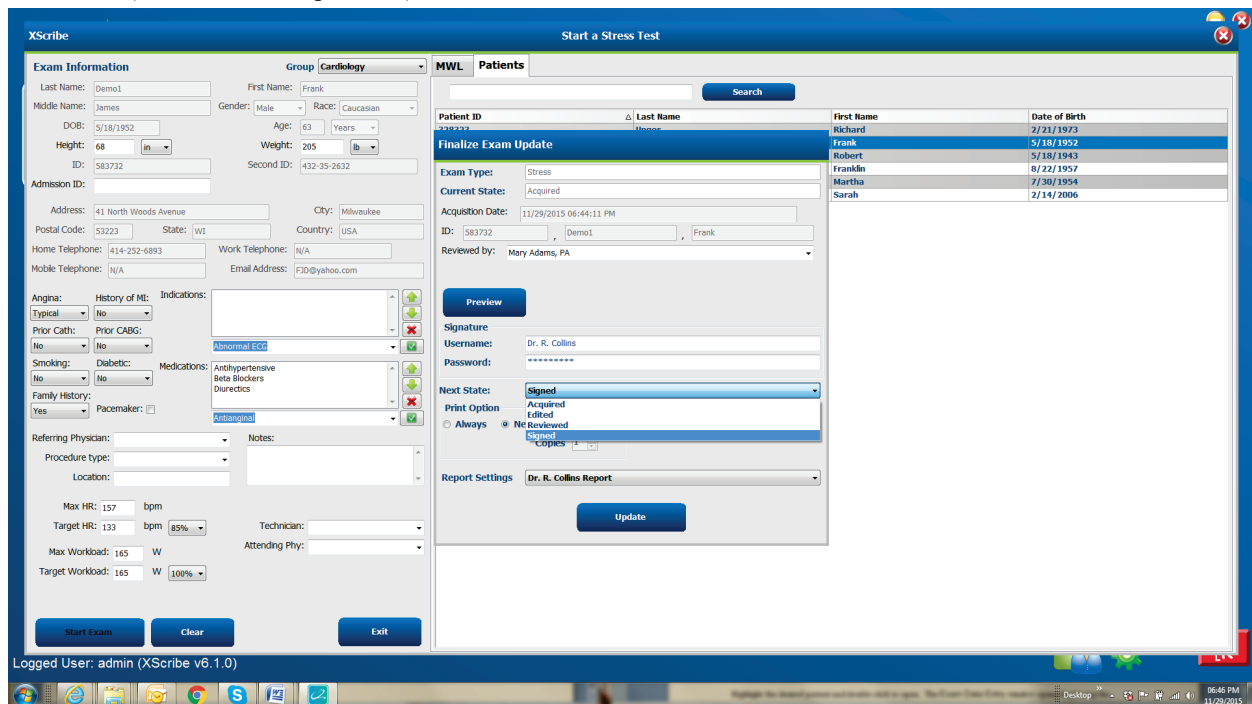 XScribe Start a Stress Test
Exam Information Group Cardiology
Last Name: Demo1 First Name: Frank
Middle Name: James Gender: Male Race: Caucasian
DOB: 5/18/1952 Age: 63 Years
Height: 68 in Weight: 205 lb
ID: 583732 Second ID: 432-35-2632
Admission ID:
Address: 41 North Woods Avenue City: Milwaukee
Postal Code: 53223 State: WI Country: USA
Home Telephone: 414-252-6893 Work Telephone: N/A
Mobile Telephone: N/A Email Address: FJD@yahoo.com
Angina: History of MI: Indications:
Typical No
Prior Cath: Prior CABG:
No No Abnormal ECG
Smoking: Diabetic: Medications: Antihypertensive
No No Beta Blockers
Diurectics
Family History:
Yes Pacemaker: Antianginal
Referring Physician: Notes:
Procedure type:
Location:
Max HR: 157 bpm
Target HR: 133 bpm 85% Technician:
Max Workload: 165 W Attending Phy:
Target Workload: 165 W 100%
Start Exam Clear Exit
MWL Patients
Search
Patient ID Last Name First Name Date of Birth
Richard 2/21/1973
Frank 5/18/1952
Robert 5/18/1943
Franklin 8/22/1957
Martha 7/30/1954
Sarah 2/14/2006
Finalize Exam Update
Exam Type: Stress
Current State: Acquired
Acquisition Date: 11/29/2015 06:44:11 PM
ID: 583732 , Demo1 , Frank
Reviewed by: Mary Adams, PA
Preview
Signature
Username: Dr. R. Collins
Password: *********
Next State: Signed
Acquired
Edited
Reviewed
Signed
Print Option
Always Ne
Copies 1
Report Settings Dr. R. Collins Report
Update
Logged User: admin (XScribe v6.1.0)
Desktop 06:46 PM
11/29/2015